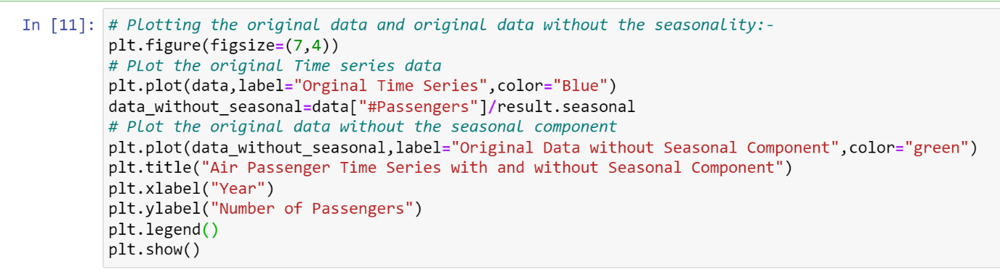 In [11]: # Plotting the original data and original data without the seasonality:-
plt.figure(figsize=(7,4))
# PLot the original Time series data
plt.plot(data,label="Orginal Time Series",color="Blue")
data_without_seasonal=data["#Passengers"]/result.seasonal
# Plot the original data without the seasonal component
plt.plot(data_without_seasonal,label="Original Data without Seasonal Component",color="green")
plt.title("Air Passenger Time Series with and without Seasonal Component")
plt.xlabel("Year")
plt.ylabel("Number of Passengers")
plt.legend()
plt.show()